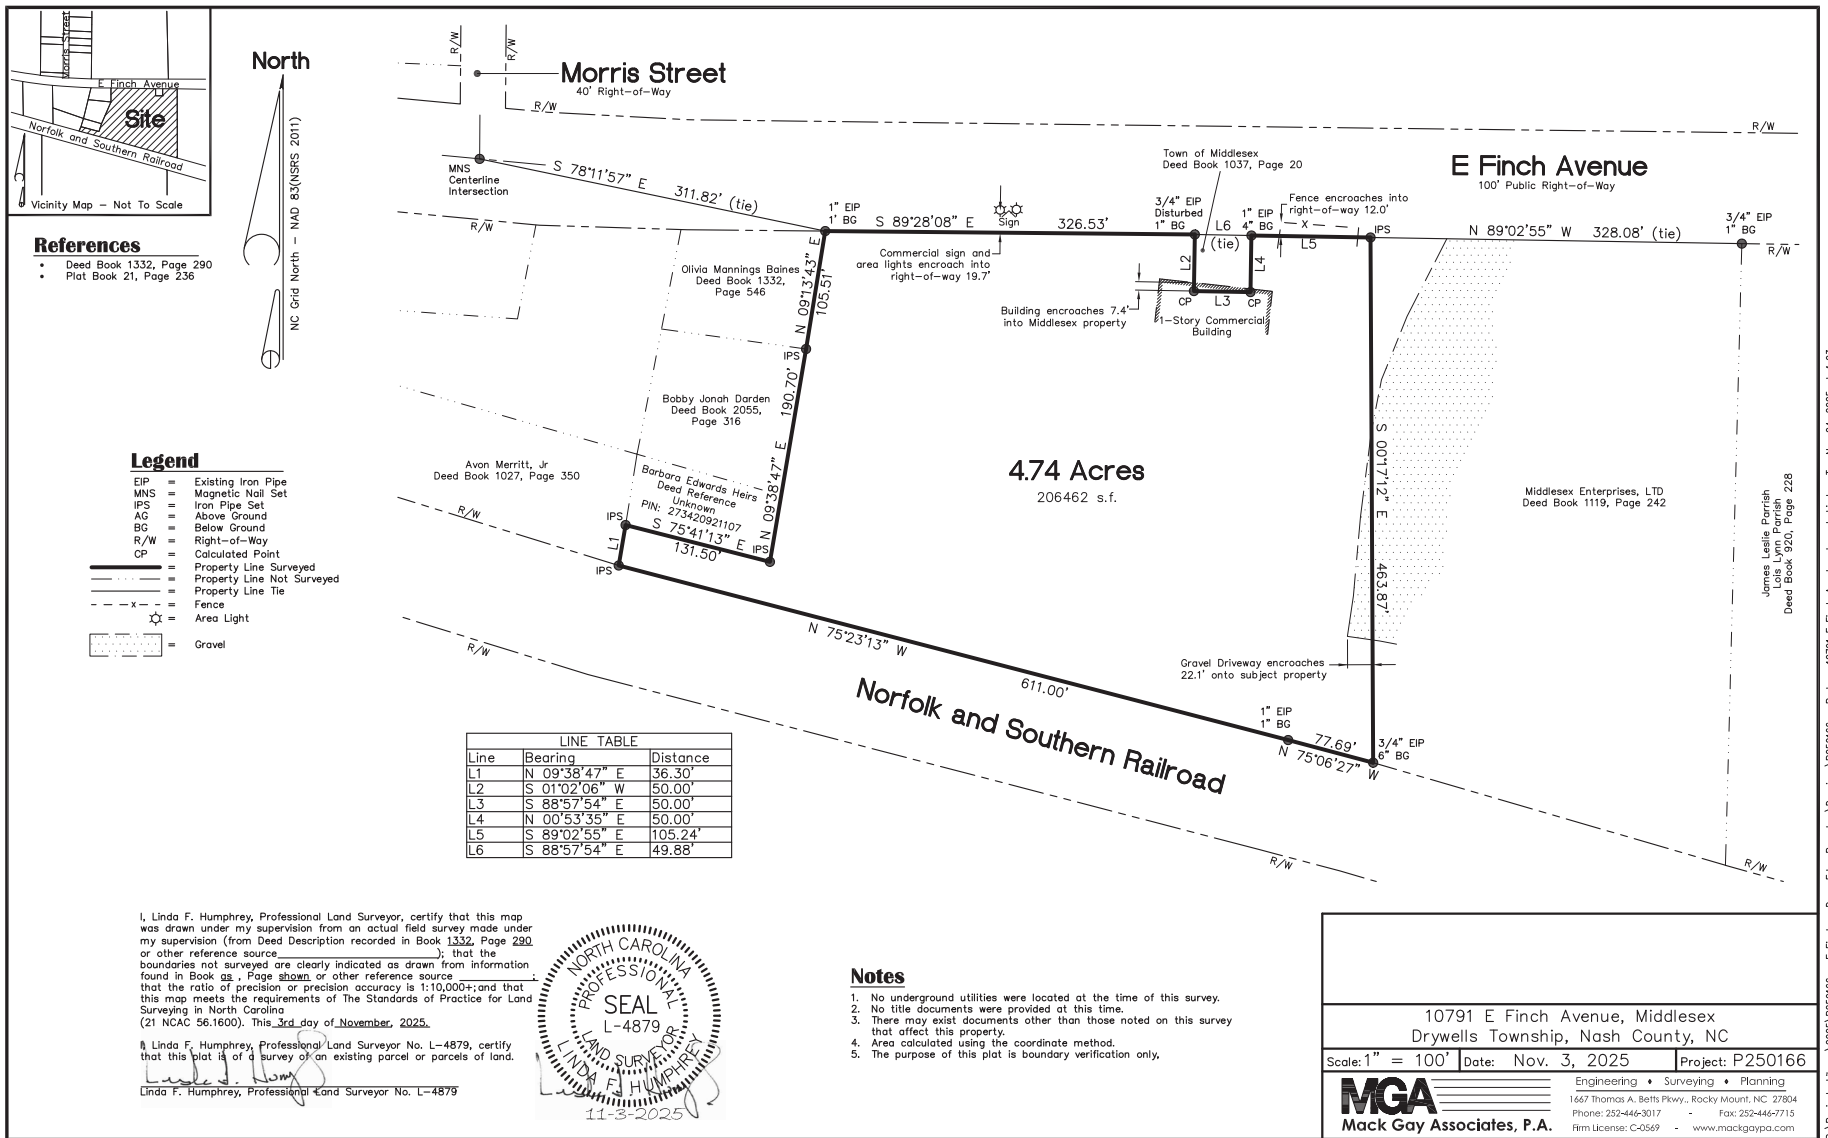 Morris Street
E Finch Avenue
Site
Norfolk and Southern Railroad
Vicinity Map - Not To Scale
North
NC Grid North - NAD 83(NSRS 2011)
References
• Deed Book 1332, Page 290
• Plat Book 21, Page 236
Legend
EIP = Existing Iron Pipe
MNS = Magnetic Nail Set
IPS = Iron Pipe Set
AG = Above Ground
BG = Below Ground
R/W = Right-of-Way
CP = Calculated Point
= Property Line Surveyed
= Property Line Not Surveyed
= Property Line Tie
x = Fence
= Area Light
= Gravel
R/W
R/W
Morris Street
40' Right-of-Way
R/W
R/W
MNS
Centerline
Intersection
S 78°11'57" E 311.82' (tie)
R/W
1" EIP
1' BG
S 89°28'08" E 326.53'
Sign
Commercial sign and
area lights encroach into
right-of-way 19.7'
3/4" EIP
Disturbed
1" BG
Town of Middlesex
Deed Book 1037, Page 20
L6
(tie)
1" EIP
4" BG
Fence encroaches into
right-of-way 12.0'
x
L5
IPS
E Finch Avenue
100' Public Right-of-Way
N 89°02'55" W 328.08' (tie)
3/4" EIP
1" BG
R/W
L2
L4
CP
L3
CP
Building encroaches 7.4'
into Middlesex property
1-Story Commercial
Building
Olivia Mannings Baines
Deed Book 1332,
Page 546
N 09°13'43" E
105.51'
IPS
Bobby Jonah Darden
Deed Book 2055,
Page 316
N 09°38'47" E 190.70'
Avon Merritt, Jr
Deed Book 1027, Page 350
Barbara Edwards Heirs
Deed Reference
Unknown
PIN: 273420921107
R/W
IPS
S 75°41'13" E
131.50'
IPS
L1
IPS
4.74 Acres
206462 s.f.
S 00°17'12" E 463.87'
Middlesex Enterprises, LTD
Deed Book 1119, Page 242
James Leslie Parrish
Lois Lynn Parrish
Deed Book 920, Page 228
R/W
N 75°23'13" W 611.00'
Gravel Driveway encroaches
22.1' onto subject property
Norfolk and Southern Railroad
1" EIP
1" BG
77.69'
N 75°06'27" W
3/4" EIP
6" BG
R/W
R/W
LINE TABLE
Line Bearing Distance
L1 N 09°38'47" E 36.30'
L2 S 01°02'06" W 50.00'
L3 S 88°57'54" E 50.00'
L4 N 00°53'35" E 50.00'
L5 S 89°02'55" E 105.24'
L6 S 88°57'54" E 49.88'
I, Linda F. Humphrey, Professional Land Surveyor, certify that this map
was drawn under my supervision from an actual field survey made under
my supervision (from Deed Description recorded in Book 1332, Page 290
or other reference source____); that the
boundaries not surveyed are clearly indicated as drawn from information
found in Book as , Page shown or other reference source ____;
that the ratio of precision or precision accuracy is 1:10,000+;and that
this map meets the requirements of The Standards of Practice for Land
Surveying in North Carolina
(21 NCAC 56.1600). This 3rd day of November, 2025.
I, Linda F. Humphrey, Professional Land Surveyor No. L-4879, certify
that this plat is of a survey of an existing parcel or parcels of land.
Linda F. Humphrey, Professional Land Surveyor No. L-4879
NORTH CAROLINA
PROFESSIONAL
SEAL
L-4879
LAND SURVEYOR
LINDA F. HUMPHREY
11-3-2025
Notes
1. No underground utilities were located at the time of this survey.
2. No title documents were provided at this time.
3. There may exist documents other than those noted on this survey
that affect this property.
4. Area calculated using the coordinate method.
5. The purpose of this plat is boundary verification only,
10791 E Finch Avenue, Middlesex
Drywells Township, Nash County, NC
Scale: 1" = 100' Date: Nov. 3, 2025 Project: P250166
MGA
Mack Gay Associates, P.A.
Engineering ♦ Surveying ♦ Planning
1667 Thomas A. Betts Pkwy., Rocky Mount, NC 27804
Phone: 252-446-3017 - Fax: 252-446-7715
Firm License: C-0569 - www.mackgaypa.com